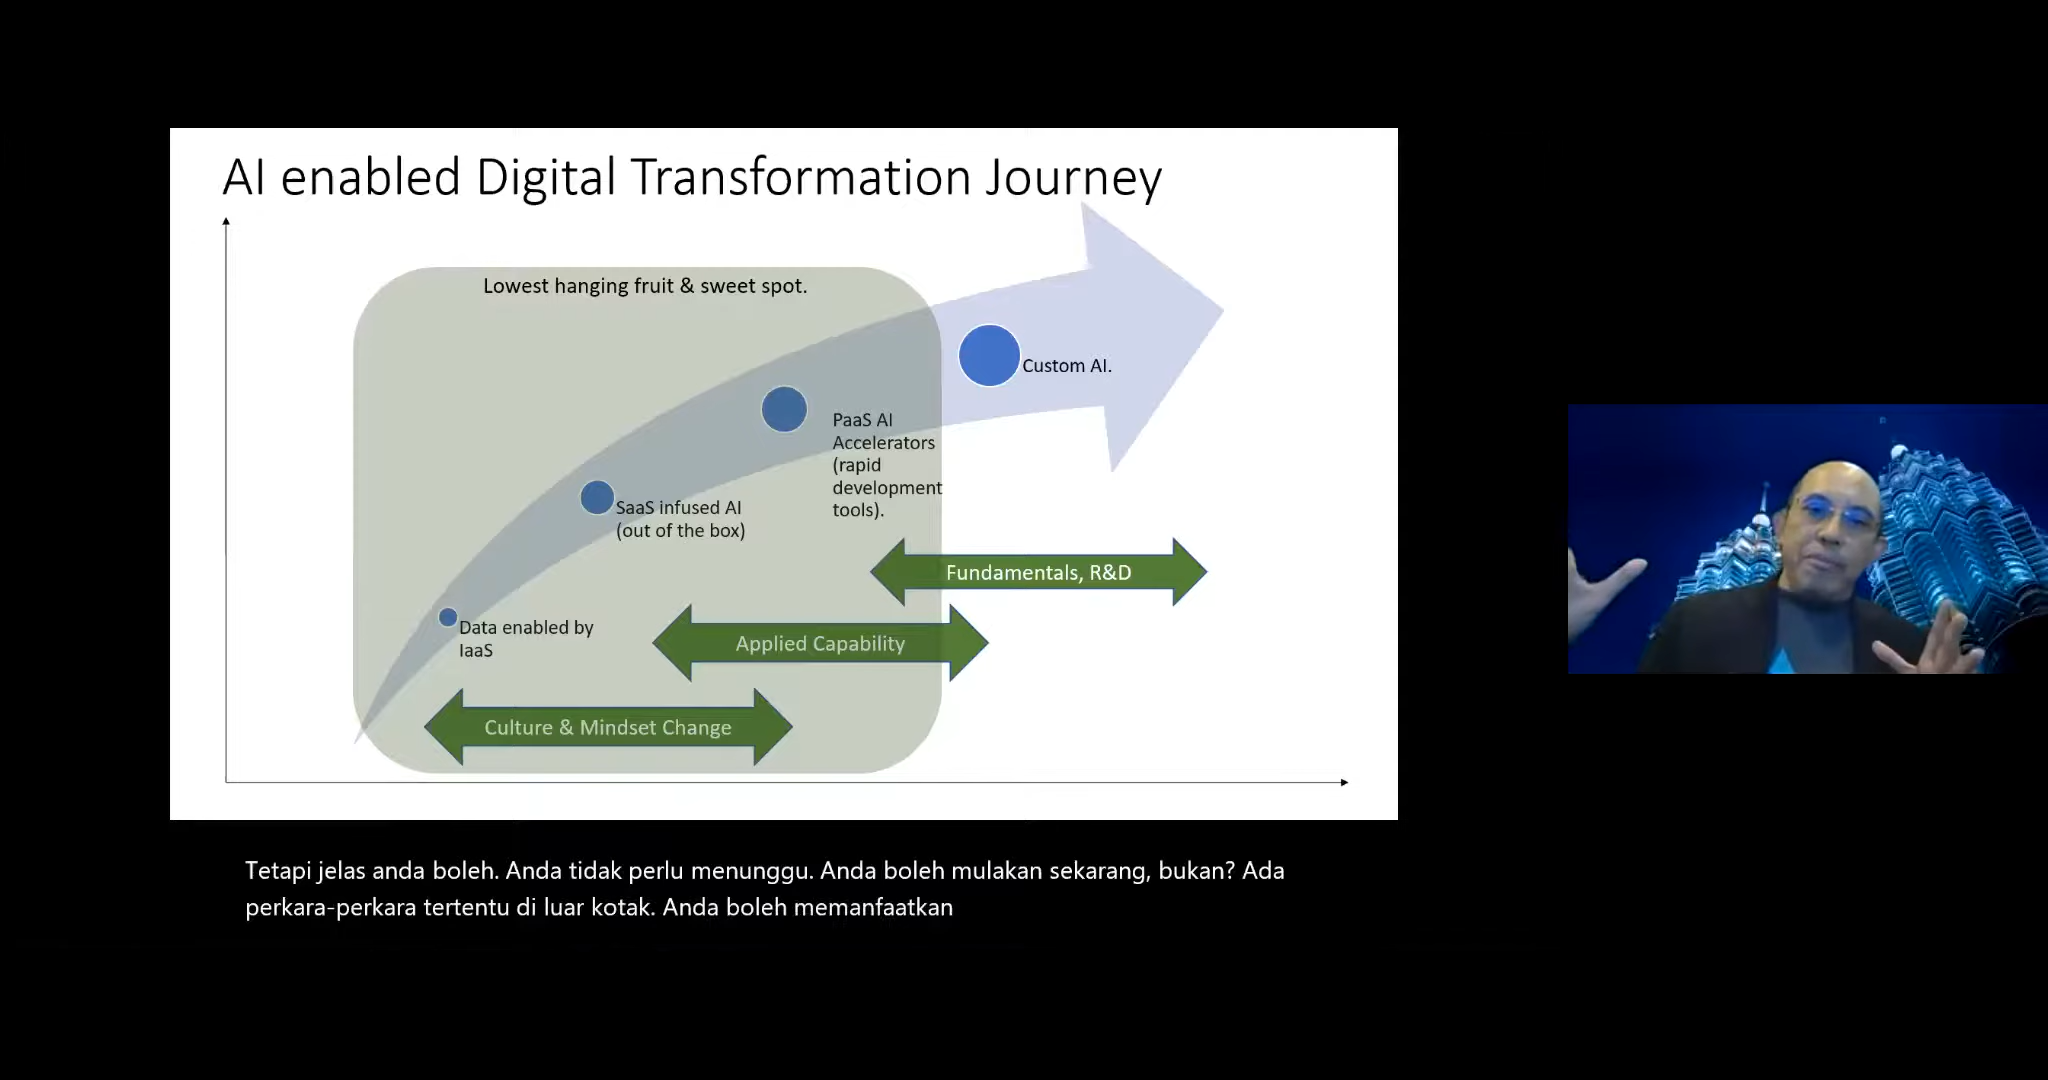 AI enabled Digital Transformation Journey
Lowest hanging fruit & sweet spot.
Custom AI.
PaaS AI
Accelerators
(rapid
development
tools).
SaaS infused AI
(out of the box)
Fundamentals, R&D
Data enabled by
IaaS
Applied Capability
Culture & Mindset Change
Tetapi jelas anda boleh. Anda tidak perlu menunggu. Anda boleh mulakan sekarang, bukan? Ada
perkara-perkara tertentu di luar kotak. Anda boleh memanfaatkan